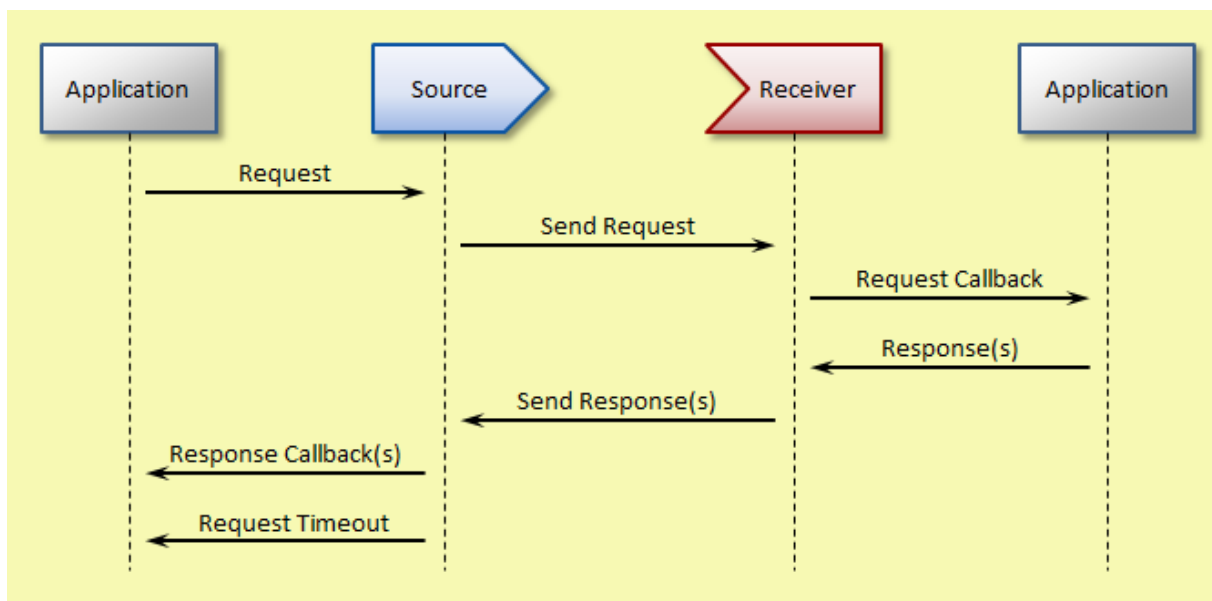 Application
Source
Receiver
Application
Request
Send Request
Request Callback
Response(s)
Send Response(s)
Response Callback(s)
Request Timeout